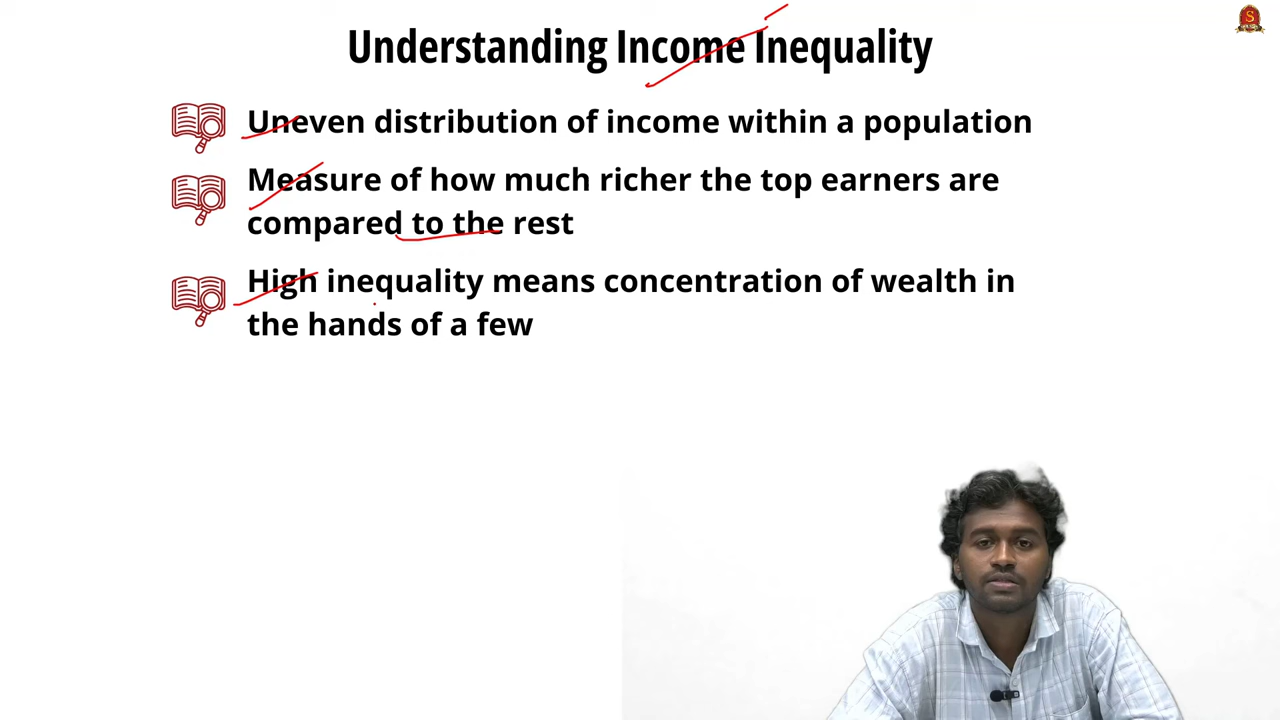 Understanding Income Inequality
Uneven distribution of income within a population
Measure of how much richer the top earners are
compared to the rest
High inequality means concentration of wealth in
the hands of a few
S